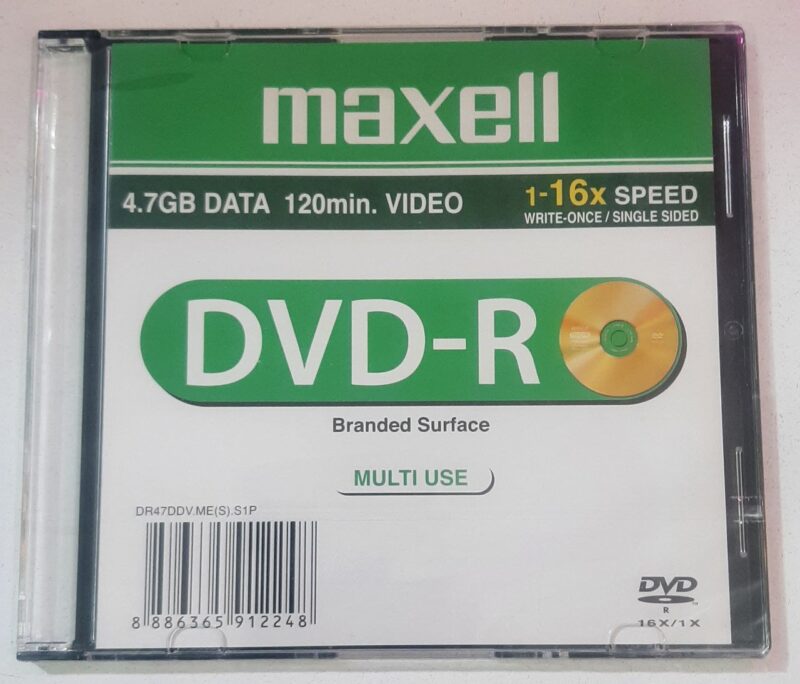 maxell
4.7GB DATA 120min. VIDEO
1-16x SPEED
WRITE-ONCE / SINGLE SIDED
DVD-R
Branded Surface
MULTI USE
DR47DDV.ME(S).S1P
8 886365 912248
DVD
R
16X/1X